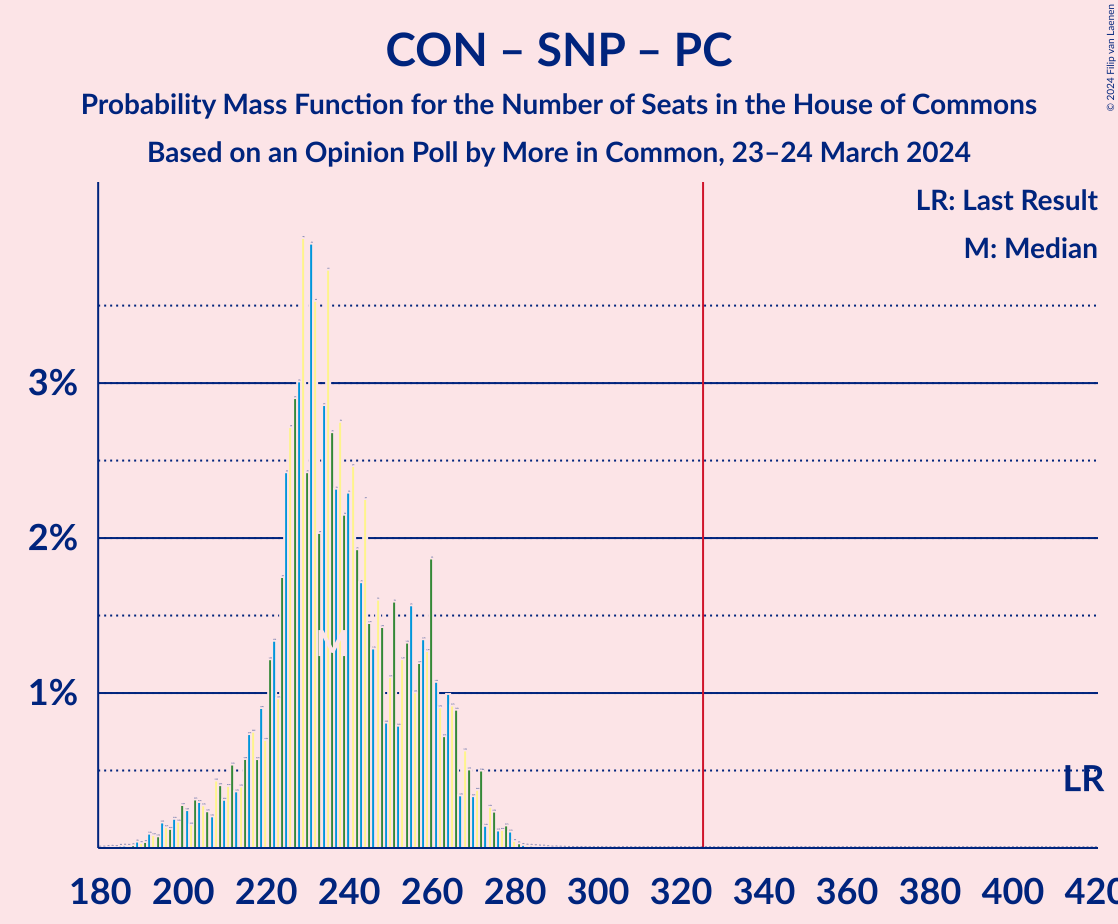 CON – SNP – PC
Probability Mass Function for the Number of Seats in the House of Commons
Based on an Opinion Poll by More in Common, 23–24 March 2024
© 2024 Filip van Laenen
LR: Last Result
M: Median
3%
2%
1%
M
LR
180 200 220 240 260 280 300 320 340 360 380 400 420